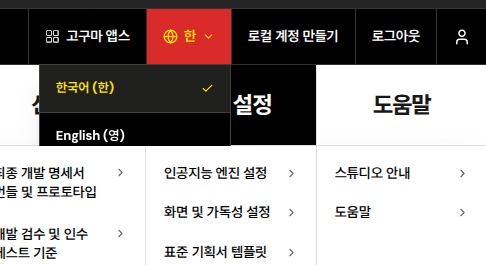 고구마 앱스
한
로컬 계정 만들기
로그아웃
한국어 (한)
English (영)
설정
도움말
최종 개발 명세서
번들 및 프로토타입
인공지능 엔진 설정
스튜디오 안내
화면 및 가독성 설정
도움말
개발 검수 및 인수
테스트 기준
표준 기획서 템플릿